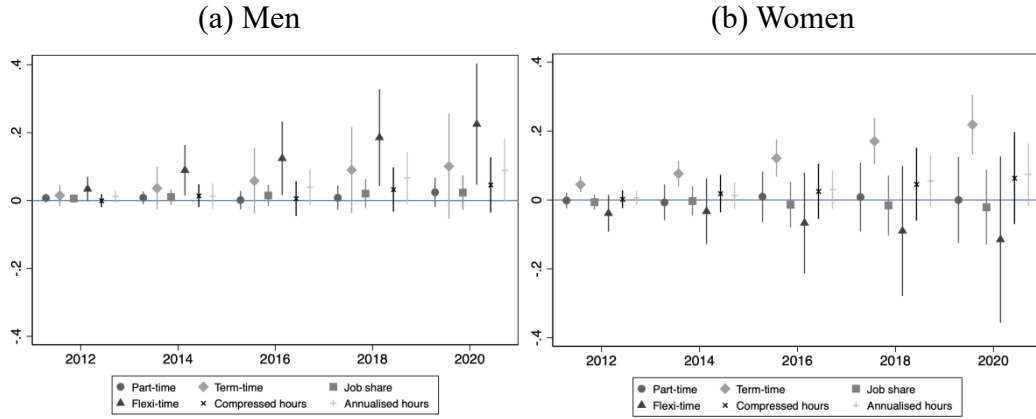 (a) Men
.4
.2
0
-.2
-.4
2012 2014 2016 2018 2020
Part-time Term-time Job share
Flexi-time Compressed hours Annualised hours
(b) Women
.4
.2
0
-.2
-.4
2012 2014 2016 2018 2020
Part-time Term-time Job share
Flexi-time Compressed hours Annualised hours